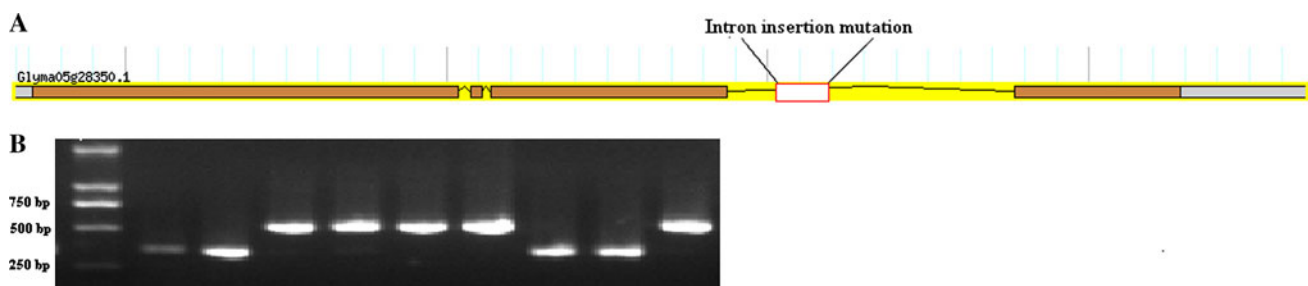 A
Intron insertion mutation
Glyma05g28350.1
B
750 bp
500 bp
250 bp